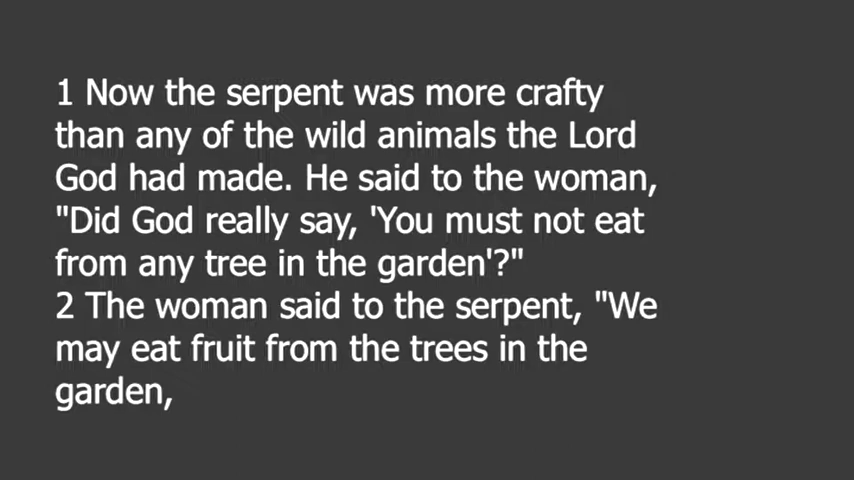 1 Now the serpent was more crafty
than any of the wild animals the Lord
God had made. He said to the woman,
"Did God really say, 'You must not eat
from any tree in the garden'?"
2 The woman said to the serpent, "We
may eat fruit from the trees in the
garden,